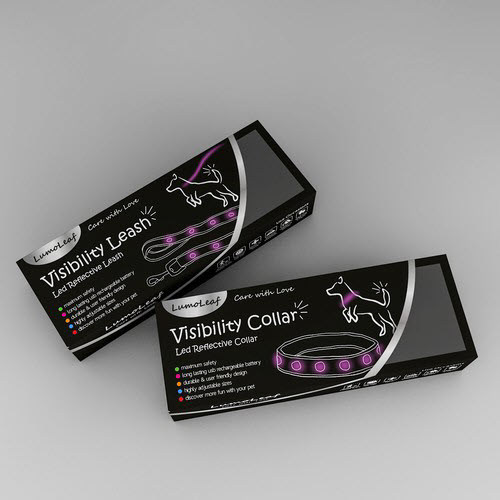 LumoLeaf
Care with Love
Visibility Leash
Led Reflective Leash
maximum safety
long lasting usb rechargeable battery
durable & user friendly design
highly adjustable sizes
discover more fun with your pet
LumoLeaf
LumoLeaf
Care with Love
Visibility Collar
Led Reflective Collar
maximum safety
long lasting usb rechargeable battery
durable & user friendly design
highly adjustable sizes
discover more fun with your pet
LumoLeaf